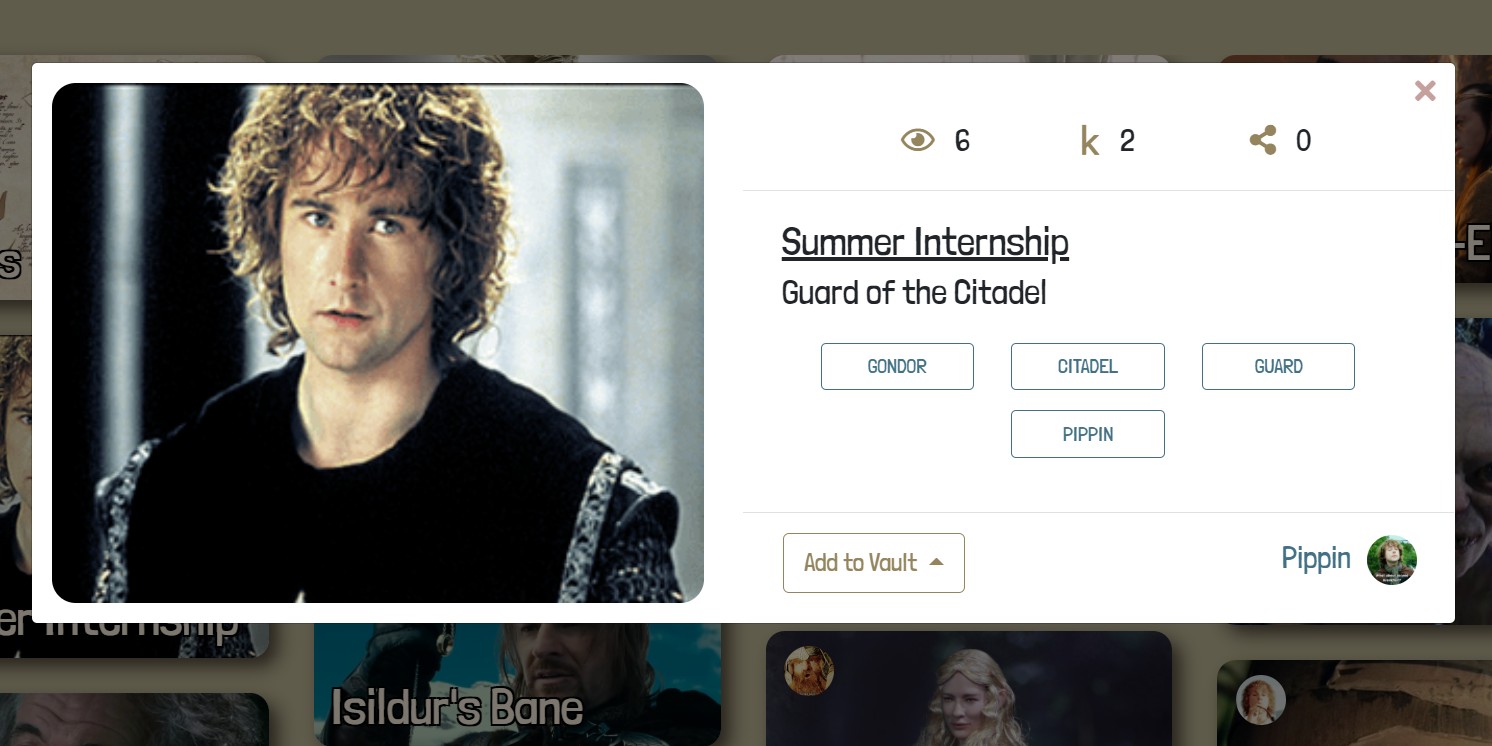 6 k 2 0
Summer Internship
Guard of the Citadel
GONDOR CITADEL GUARD
PIPPIN
Add to Vault
Pippin
Internship
Isildur's Bane